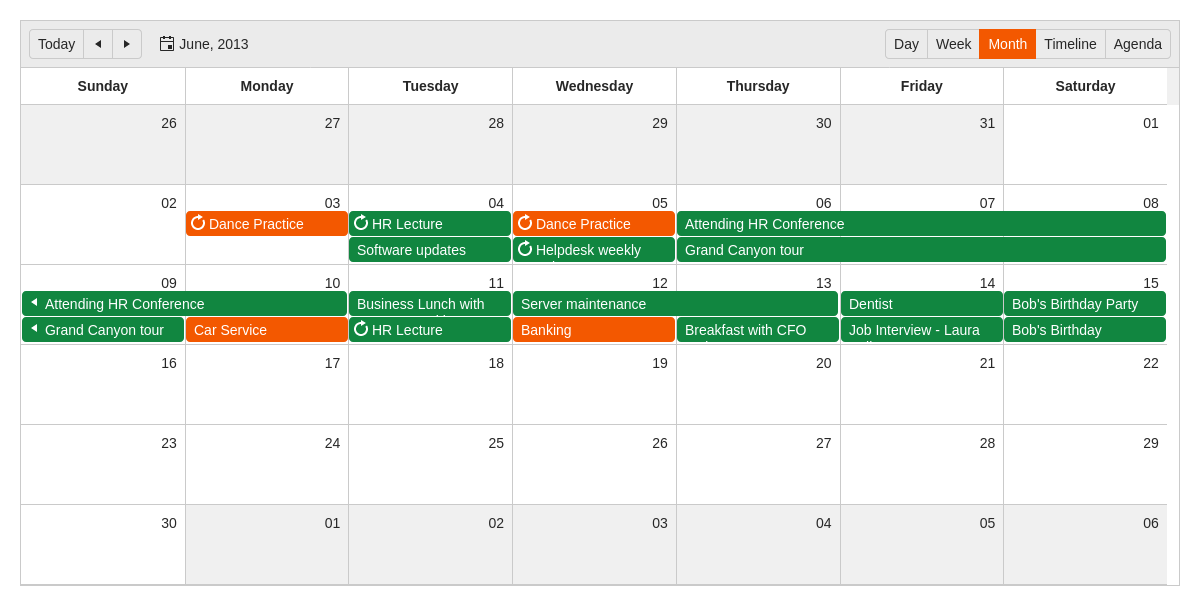 Today June, 2013 Day Week Month Timeline Agenda
Sunday Monday Tuesday Wednesday Thursday Friday Saturday
26 27 28 29 30 31 01
02 03 04 05 06 07 08
Dance Practice HR Lecture Dance Practice Attending HR Conference
Software updates Helpdesk weekly Grand Canyon tour
09 10 11 12 13 14 15
Attending HR Conference Business Lunch with Server maintenance Dentist Bob's Birthday Party
Grand Canyon tour Car Service HR Lecture Banking Breakfast with CFO Job Interview - Laura Bob's Birthday
16 17 18 19 20 21 22
23 24 25 26 27 28 29
30 01 02 03 04 05 06